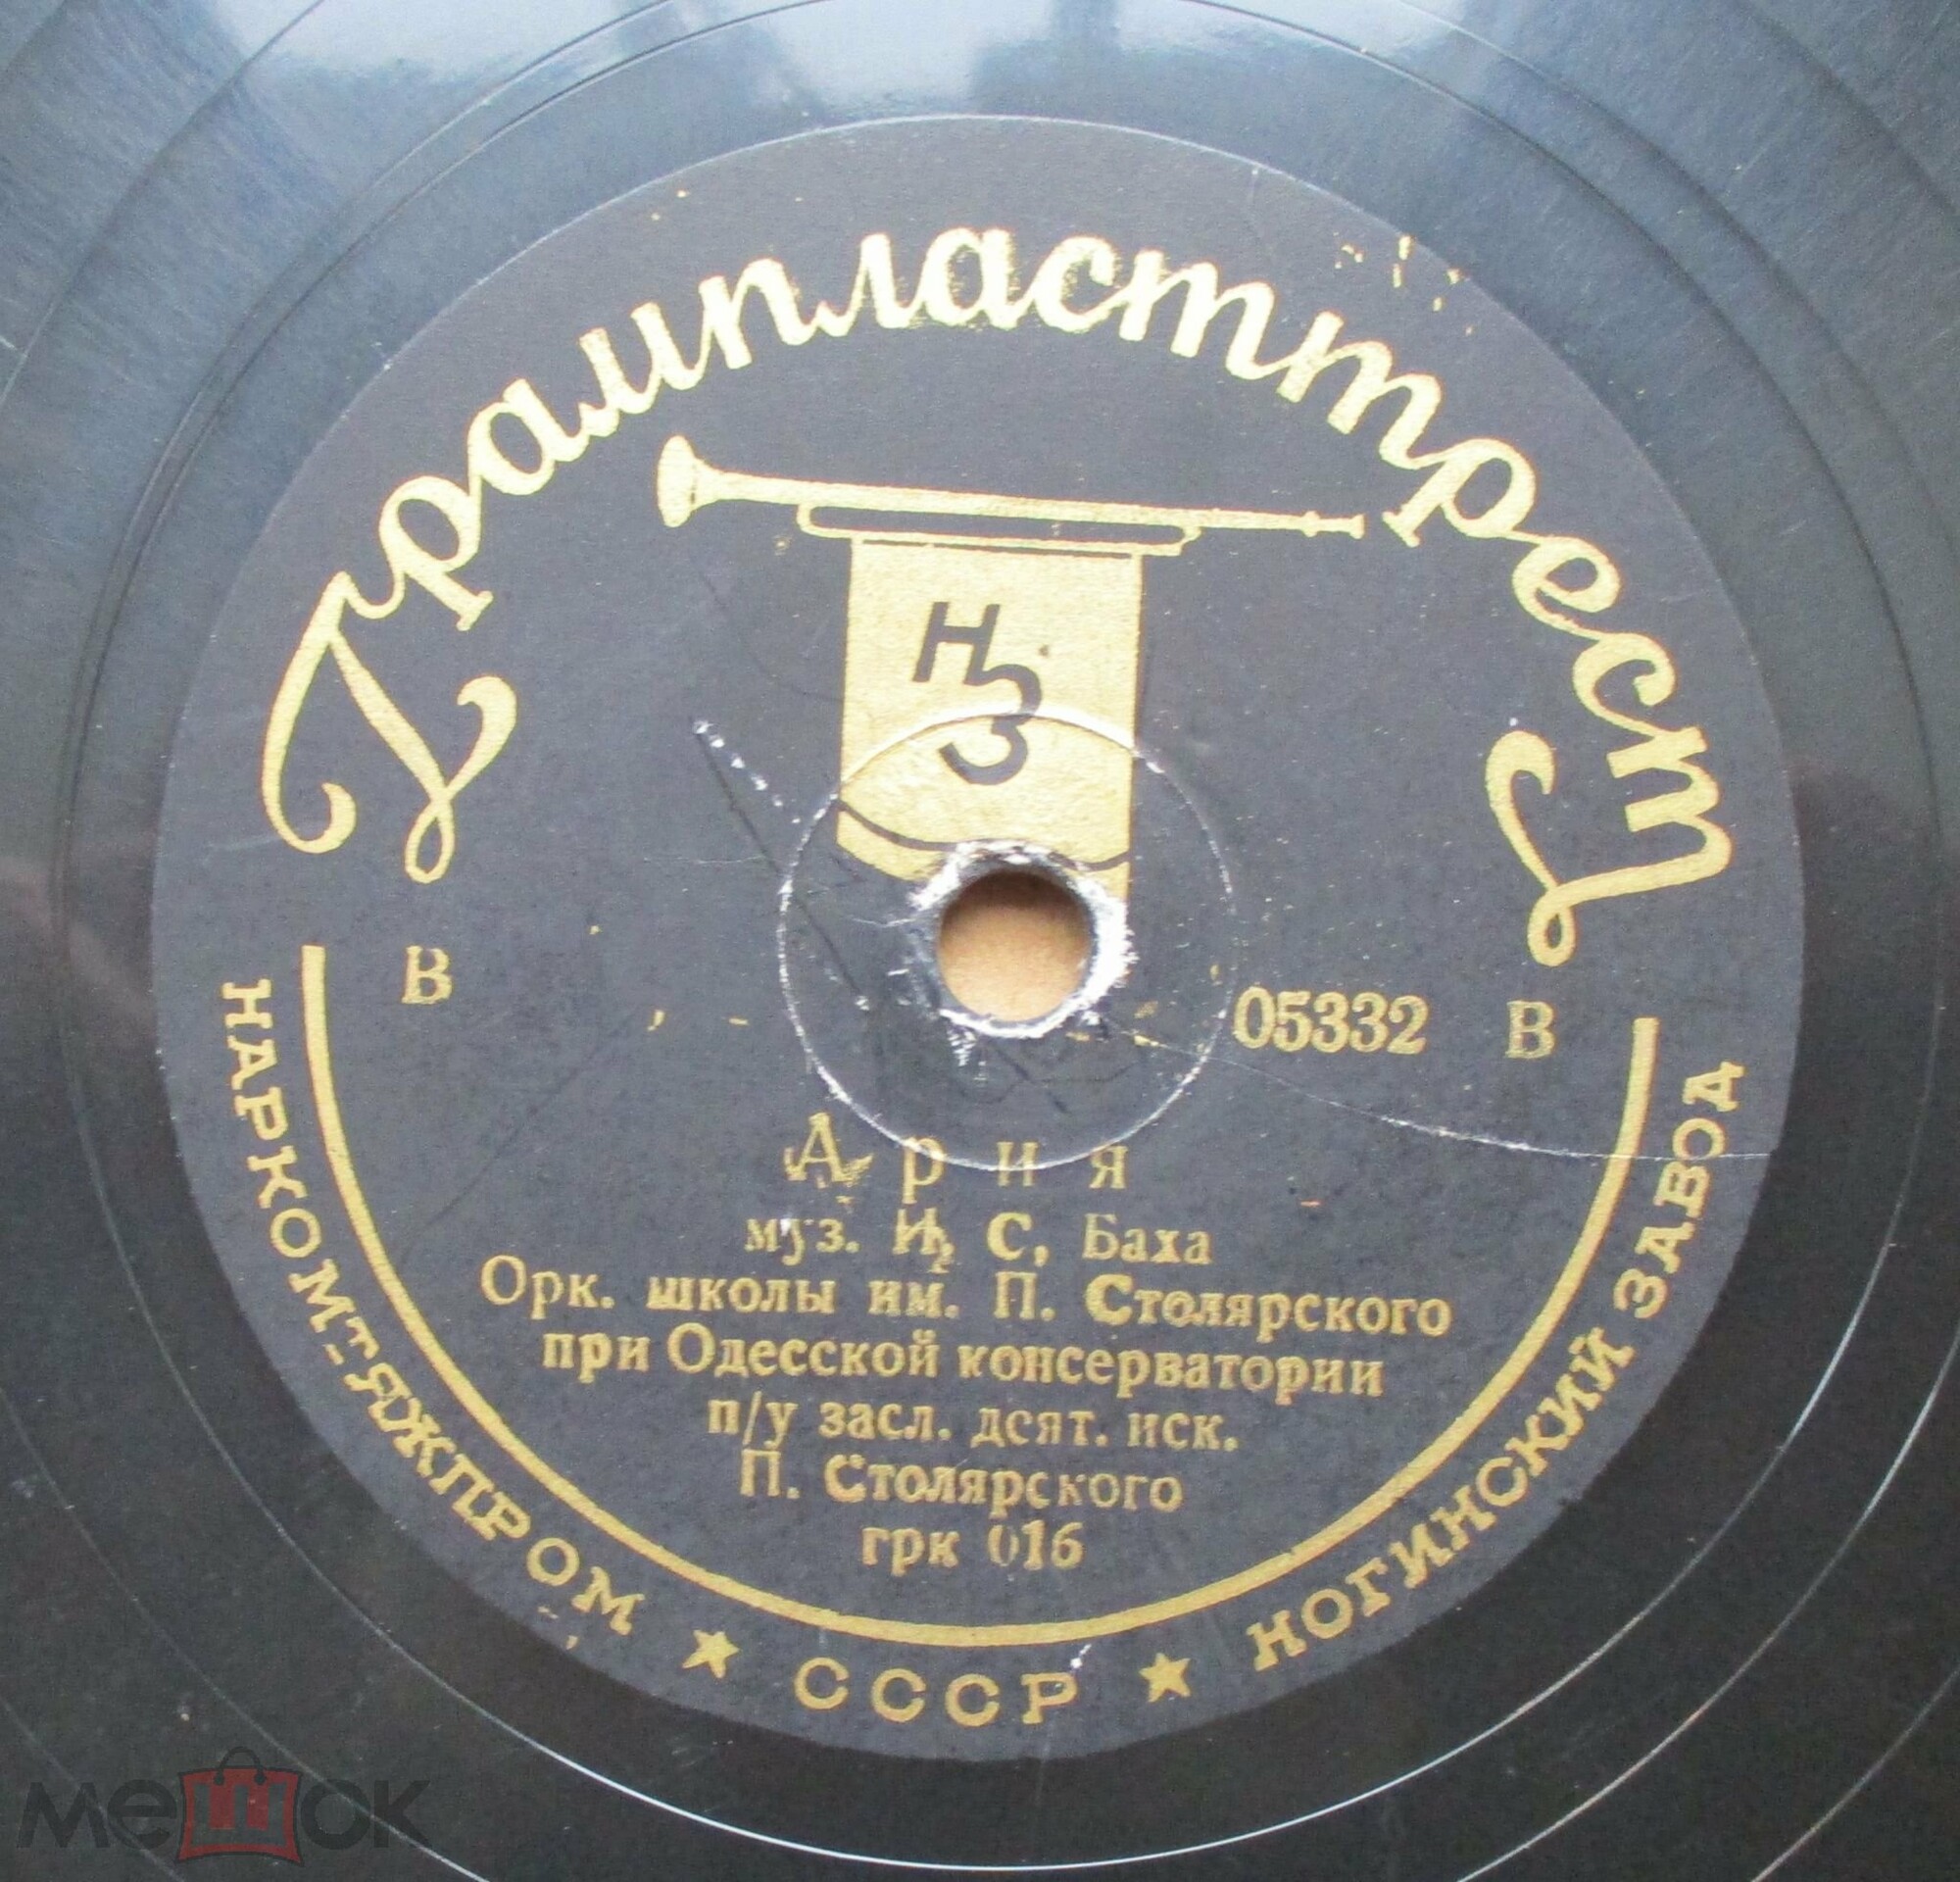 Грампласттрест
НЗ
В 05332 В
Ария
муз. И, С, Баха
Орк. школы им. П. Столярского
при Одесской консерватории
п/у засл. дсят. иск.
П. Столярского
грк 016
НАРКОМТЯЖПРОМ ★ СССР ★ НОГИНСКИЙ ЗАВОД
мешок